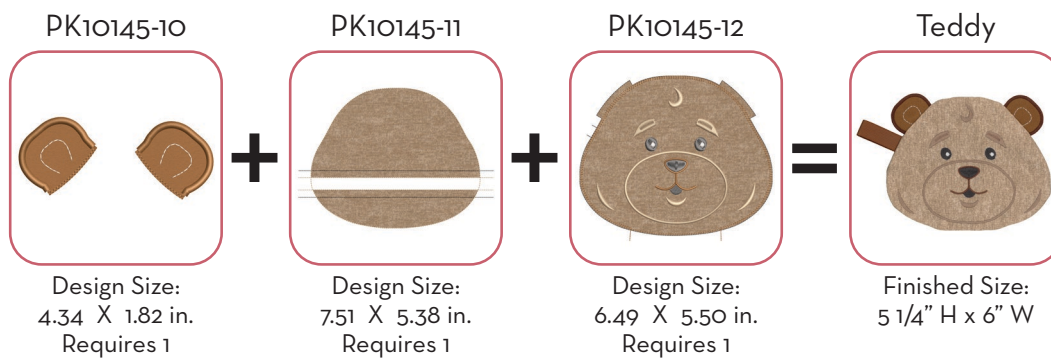 PK10145-10
PK10145-11
PK10145-12
Teddy
+
+
=
Design Size:
4.34 X 1.82 in.
Requires 1
Design Size:
7.51 X 5.38 in.
Requires 1
Design Size:
6.49 X 5.50 in.
Requires 1
Finished Size:
5 1/4” H x 6” W